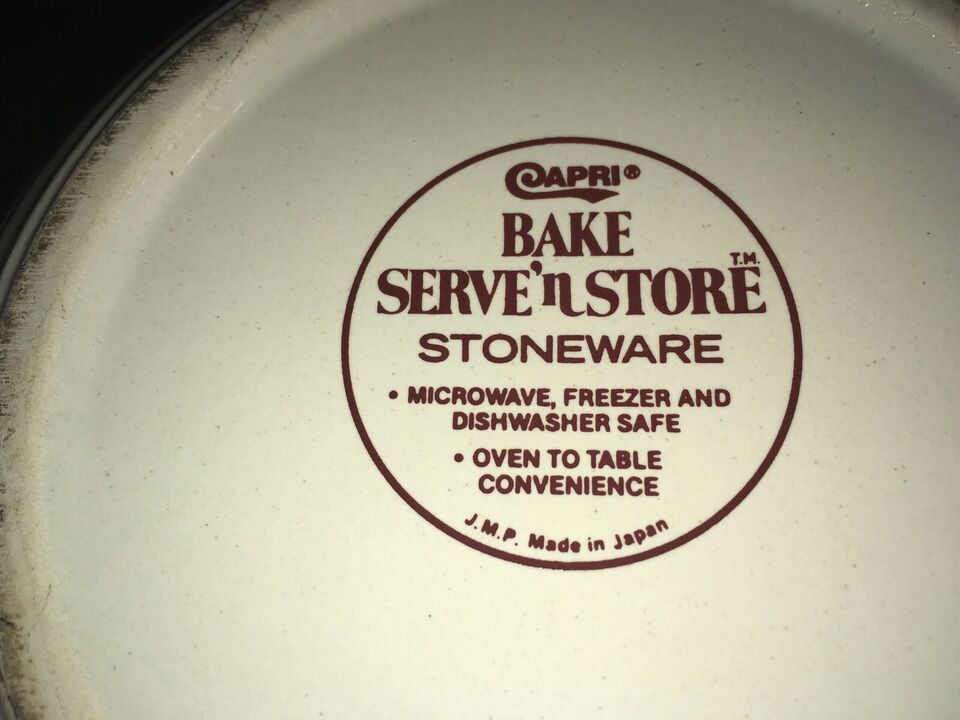 CAPRI®
BAKE
SERVE'n STORE T.M.
STONEWARE
• MICROWAVE, FREEZER AND
DISHWASHER SAFE
• OVEN TO TABLE
CONVENIENCE
J.M.P. Made in Japan